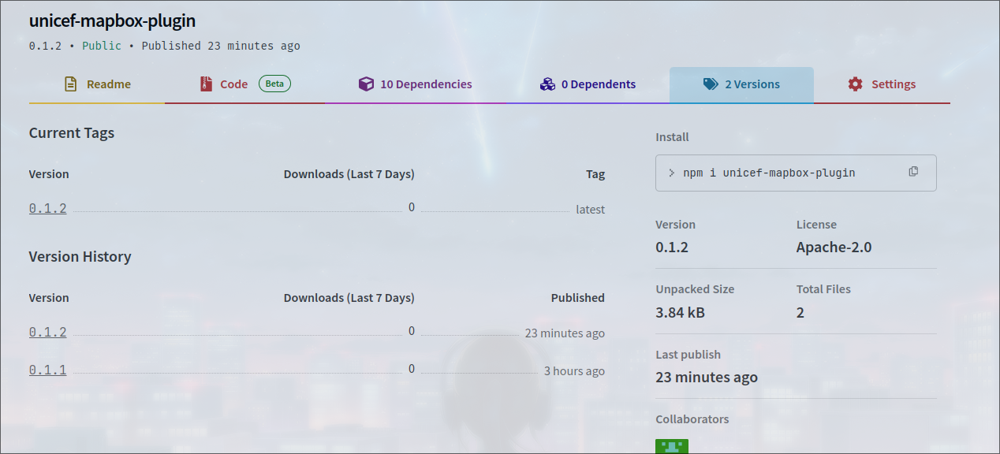 unicef-mapbox-plugin
0.1.2 • Public • Published 23 minutes ago
Readme
Code Beta
10 Dependencies
0 Dependents
2 Versions
Settings
Current Tags
Version Downloads (Last 7 Days) Tag
0.1.2 0 latest
Version History
Version Downloads (Last 7 Days) Published
0.1.2 0 23 minutes ago
0.1.1 0 3 hours ago
Install
> npm i unicef-mapbox-plugin
Version License
0.1.2 Apache-2.0
Unpacked Size Total Files
3.84 kB 2
Last publish
23 minutes ago
Collaborators